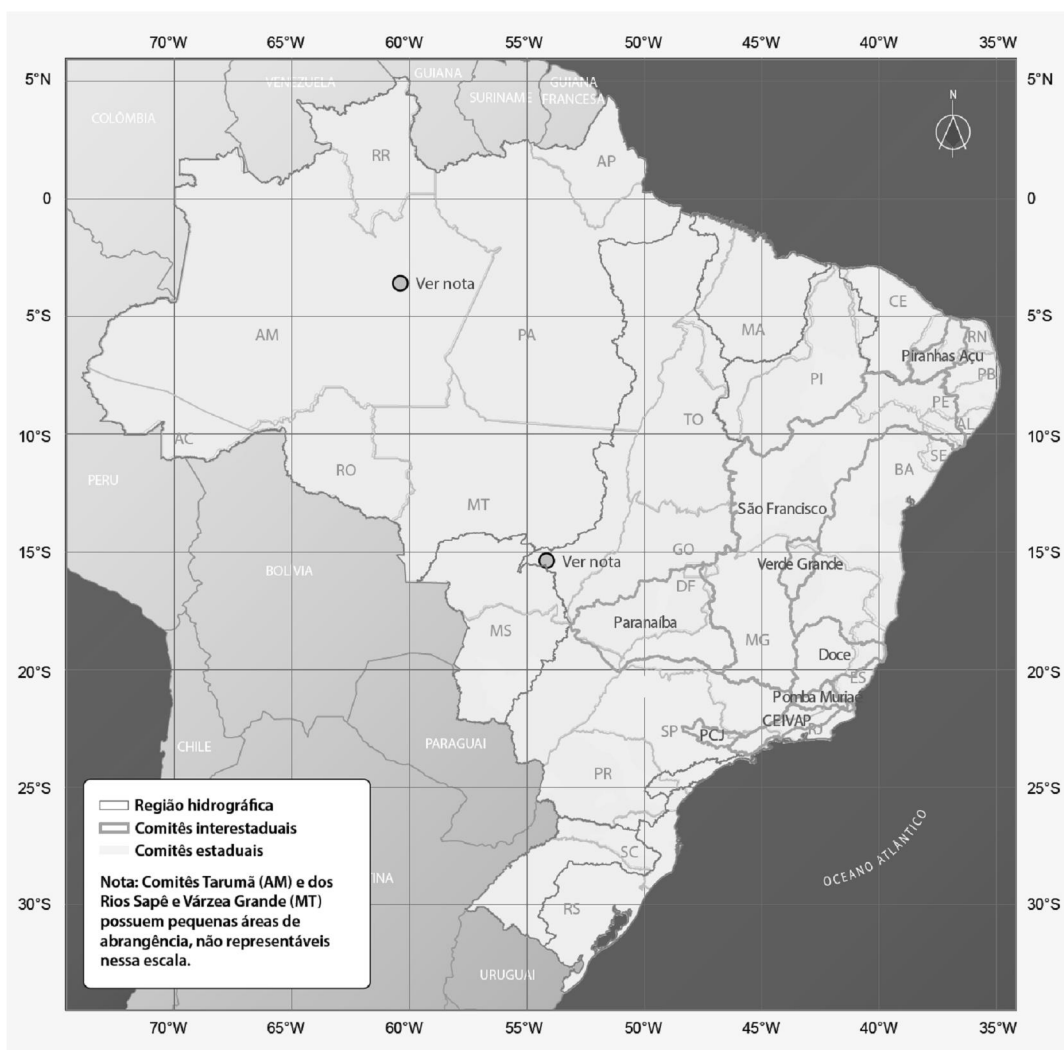 70°W 65°W 60°W 55°W 50°W 45°W 40°W 35°W
5°N 5°N
VENEZUELA
GUIANA
SURINAME
GUIANA
FRANCESA
COLÔMBIA
N
RR
AP
0 0
Ver nota
5°S 5°S
AM
PA
MA
CE
RN
Piranhas Açu
PI
PB
PE
TO
AL
10°S 10°S
AC
SE
RO
BA
PERU
MT
São Francisco
15°S 15°S
Ver nota
GO
Verde Grande
BOLÍVIA
DF
Paranaíba
MS
MG
Doce
20°S 20°S
ES
Pomba Muriaé
CEIVAP
SP
PCJ
RJ
CHILE
PARAGUAI
PR
25°S 25°S
Região hidrográfica
Comitês interestaduais
Comitês estaduais
Nota: Comitês Tarumã (AM) e dos
Rios Sapê e Várzea Grande (MT)
possuem pequenas áreas de
abrangência, não representáveis
nessa escala.
TINA
SC
OCEANO ATLÂNTICO
30°S 30°S
RS
URUGUAI
70°W 65°W 60°W 55°W 50°W 45°W 40°W 35°W